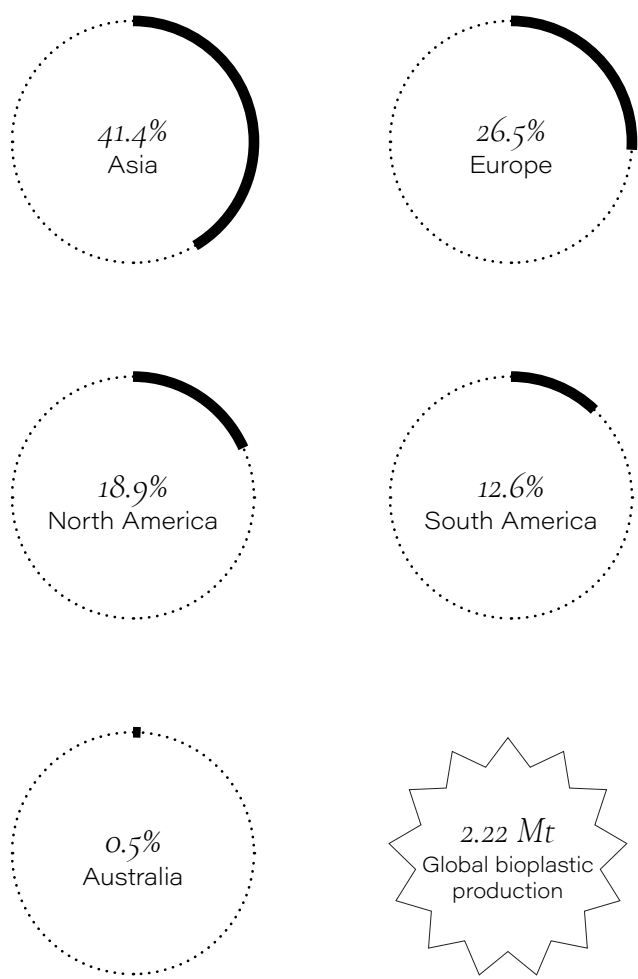 41.4%
Asia
26.5%
Europe
18.9%
North America
12.6%
South America
0.5%
Australia
2.22 Mt
Global bioplastic
production